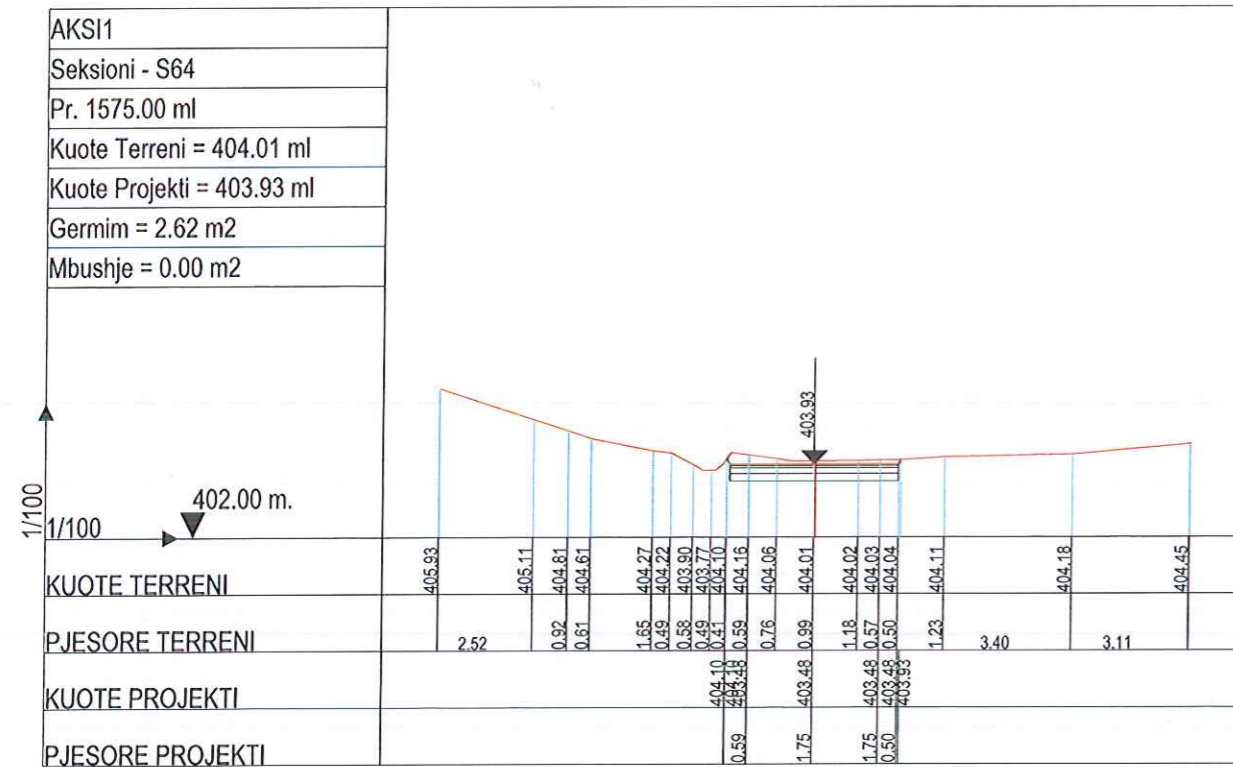 AKSI1
Seksioni - S64
Pr. 1575.00 ml
Kuote Terreni = 404.01 ml
Kuote Projekti = 403.93 ml
Germim = 2.62 m2
Mbushje = 0.00 m2
403.93
1/100
402.00 m.
1/100
KUOTE TERRENI 405.93 405.11 404.81 404.61 404.27 404.22 403.90 403.77 404.10 404.16 404.06 404.01 404.02 404.03 404.04 404.11 404.18 404.45
PJESORE TERRENI 2.52 0.92 0.61 1.65 0.49 0.58 0.49 0.41 0.59 0.76 0.99 1.18 0.57 0.50 1.23 3.40 3.11
KUOTE PROJEKTI 404.10 403.48 403.48 403.48 403.48 403.93
PJESORE PROJEKTI 0.59 1.75 1.75 0.50